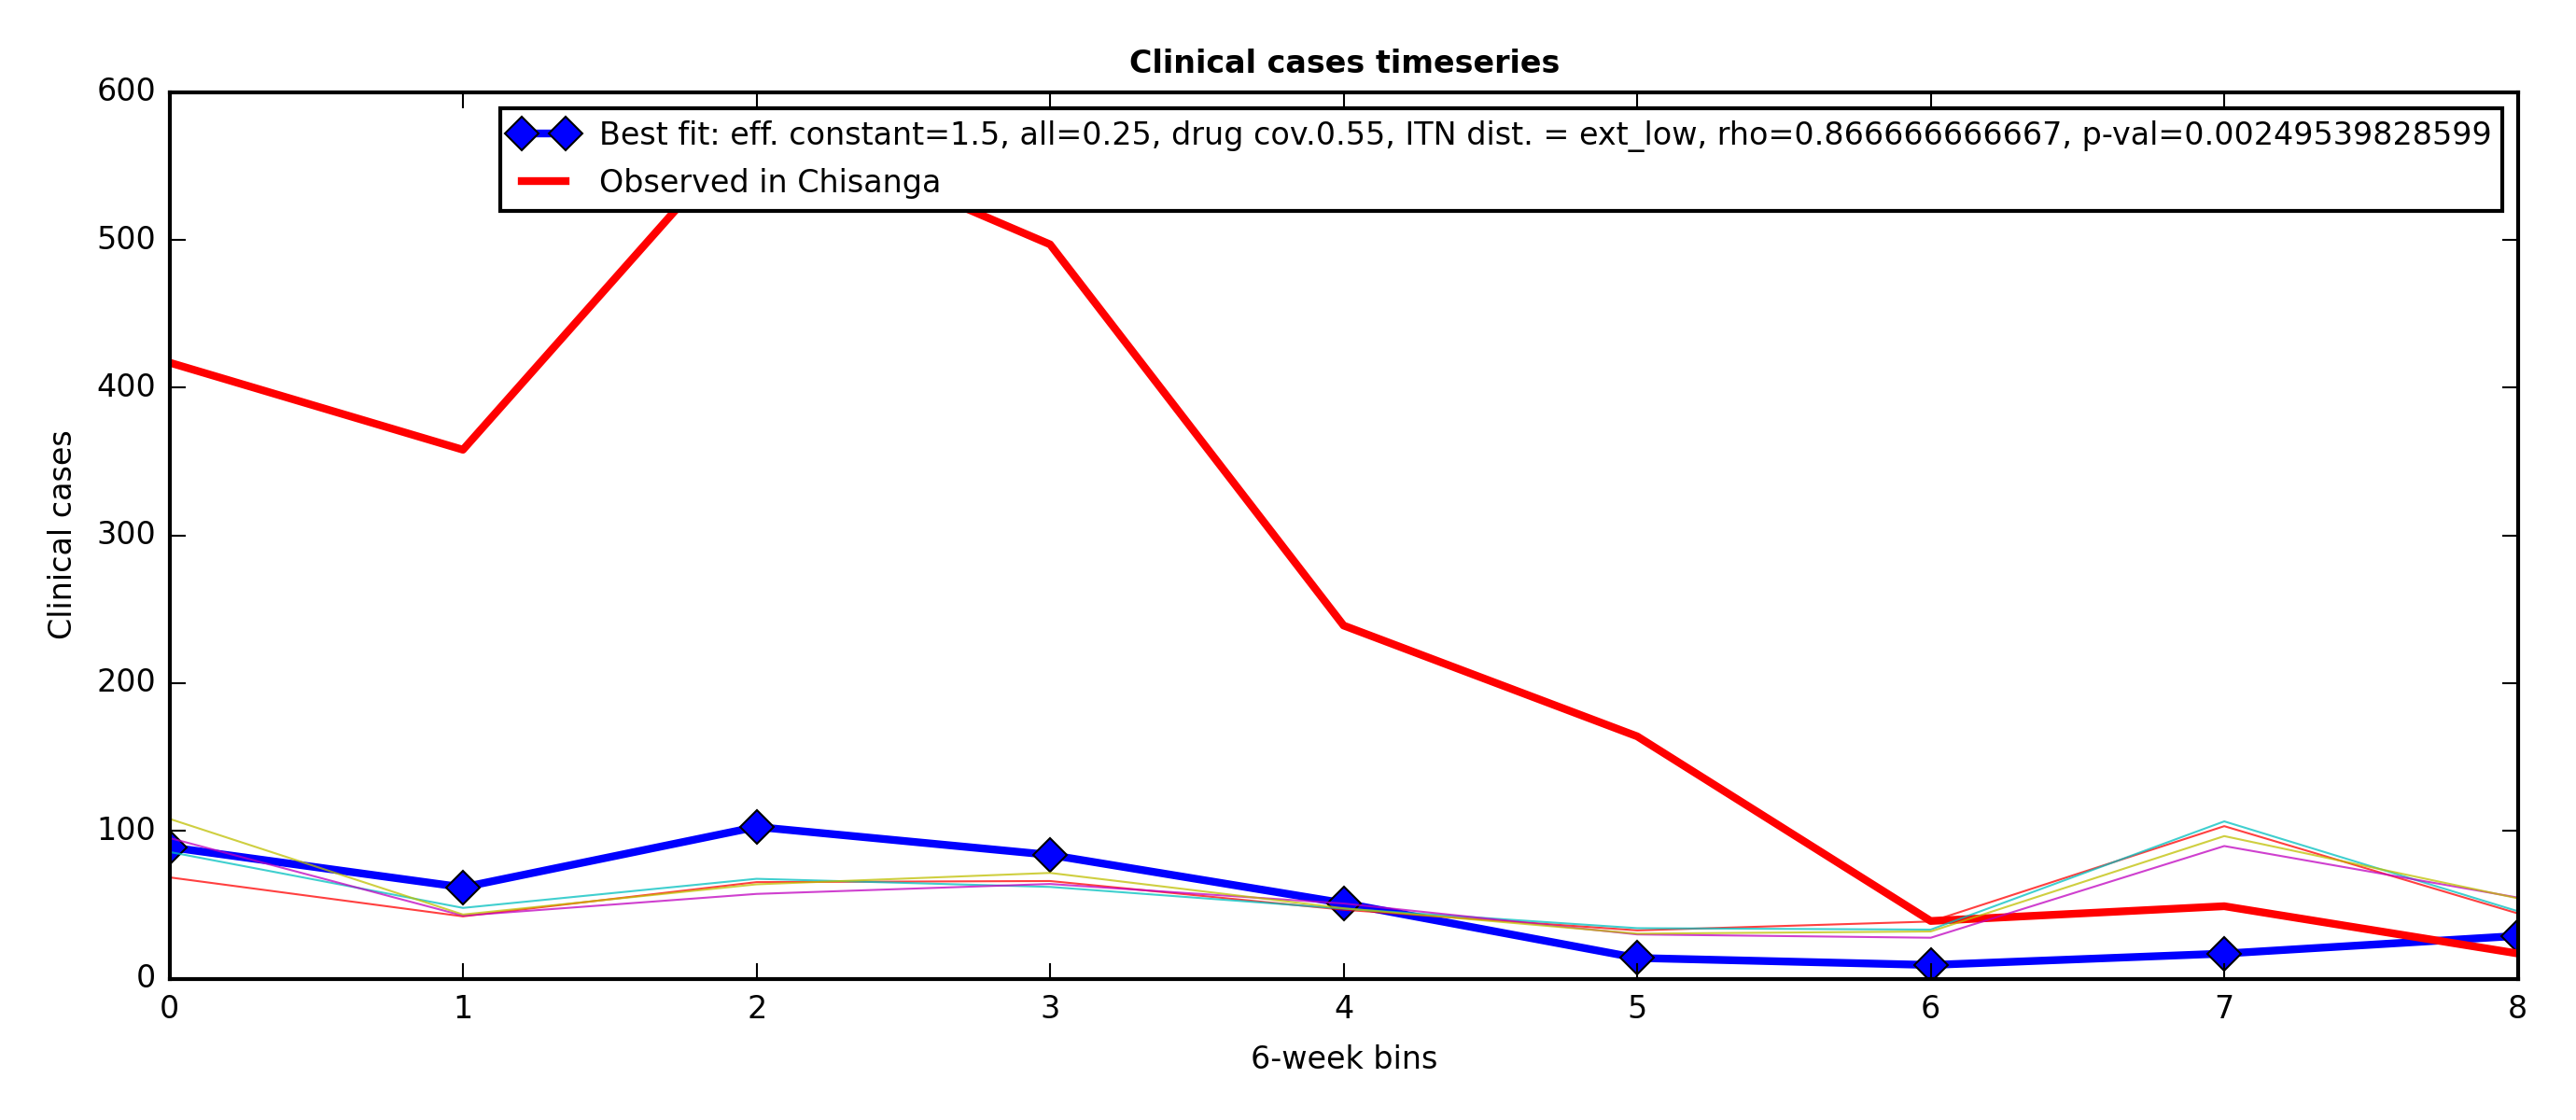 Clinical cases timeseries
600
500
400
300
200
100
0
Clinical cases
Best fit: eff. constant=1.5, all=0.25, drug cov.0.55, ITN dist. = ext_low, rho=0.866666666667, p-val=0.00249539828599
Observed in Chisanga
0 1 2 3 4 5 6 7 8
6-week bins